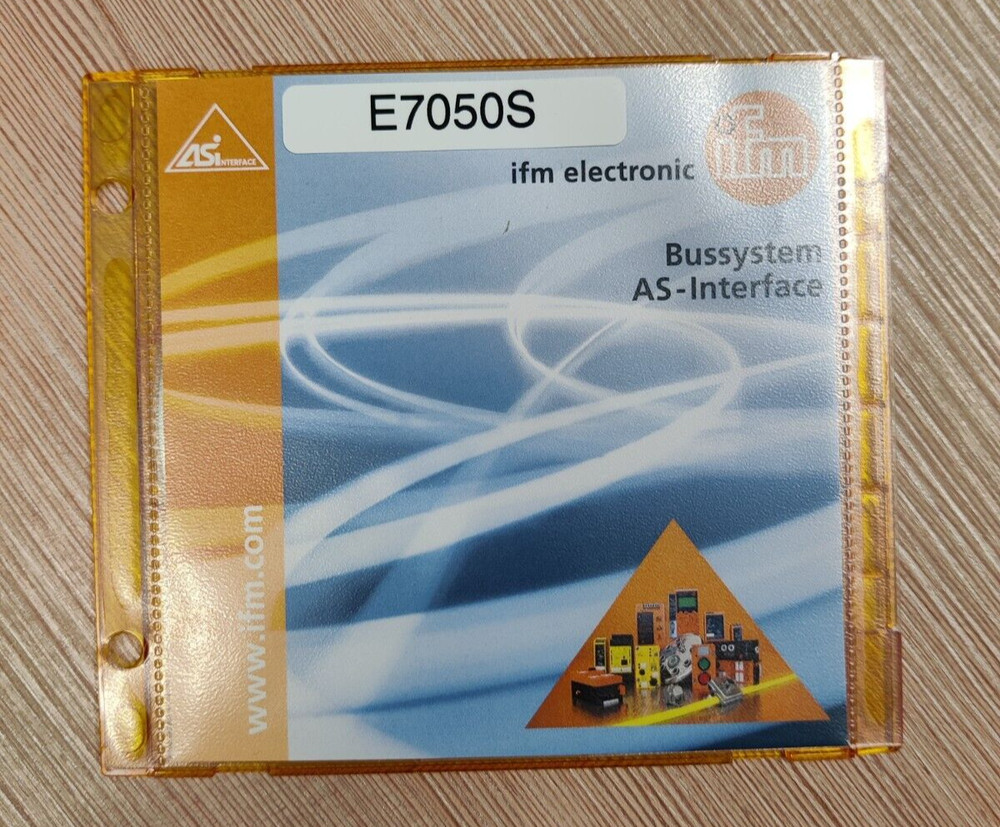 E7050S
ASi INTERFACE
ifm
ifm electronic
Bussystem
AS-Interface
www.ifm.com